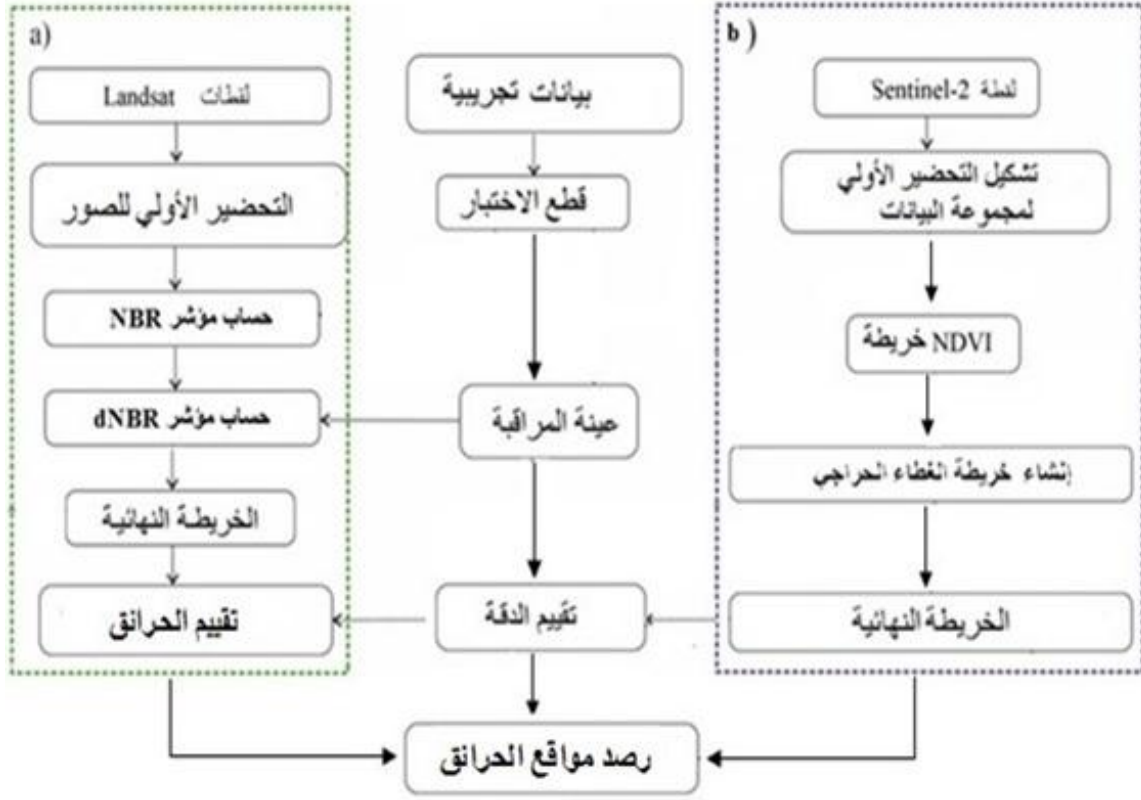 a)
لقطات Landsat
التحضير الأولي للصور
حساب مؤشر NBR
حساب مؤشر dNBR
الخريطة النهائية
تقييم الحرائق
بيانات تجريبية
قطع الاختبار
عينة المراقبة
تقييم الدقة
رصد مواقع الحرائق
b )
لقطة Sentinel-2
تشكيل التحضير الأولي
لمجموعة البيانات
خريطة NDVI
إنشاء خريطة الغطاء الحراجي
الخريطة النهائية